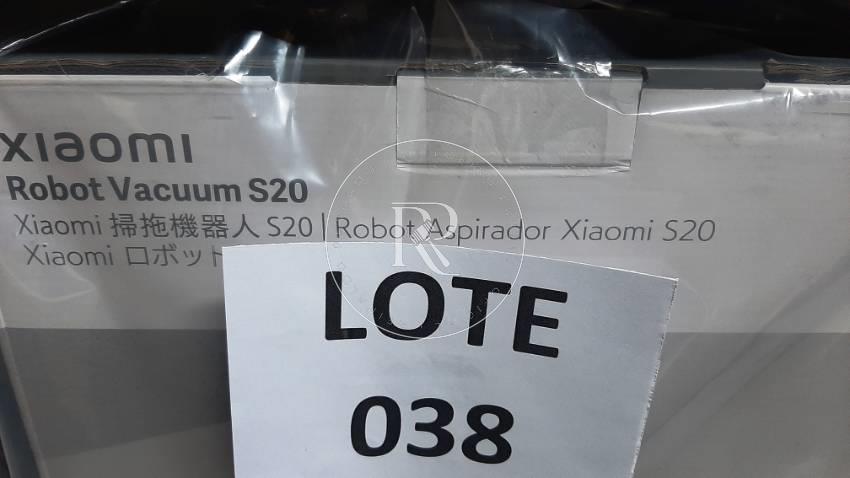 xiaomi
Robot Vacuum S20
Xiaomi 掃拖機器人 S20 | Robot Aspirador Xiaomi S20
Xiaomi ロボット
LOTE
038
R